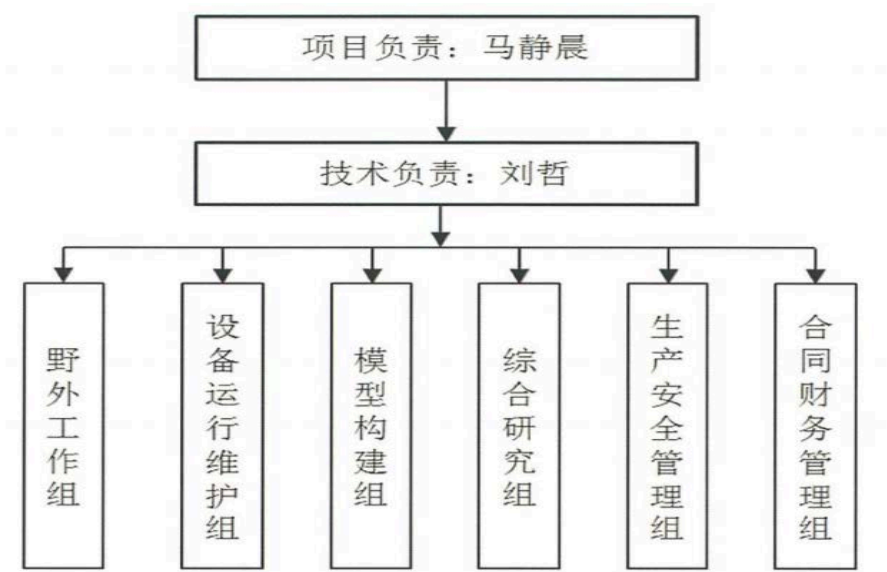 项目负责：马静晨
技术负责：刘哲
野外工作组
设备运行维护组
模型构建组
综合研究组
生产安全管理组
合同财务管理组